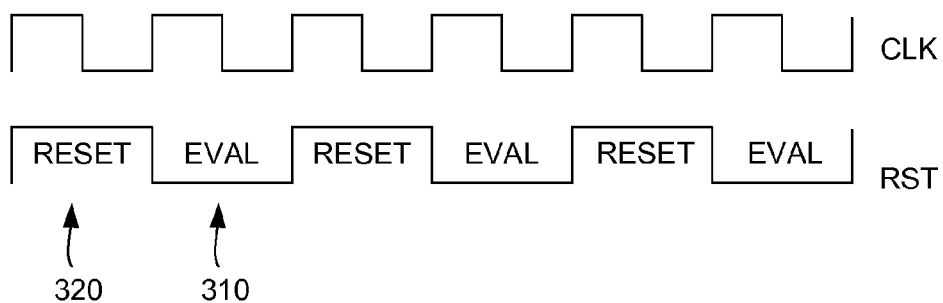 CLK
RESET EVAL RESET EVAL RESET EVAL
RST
320 310